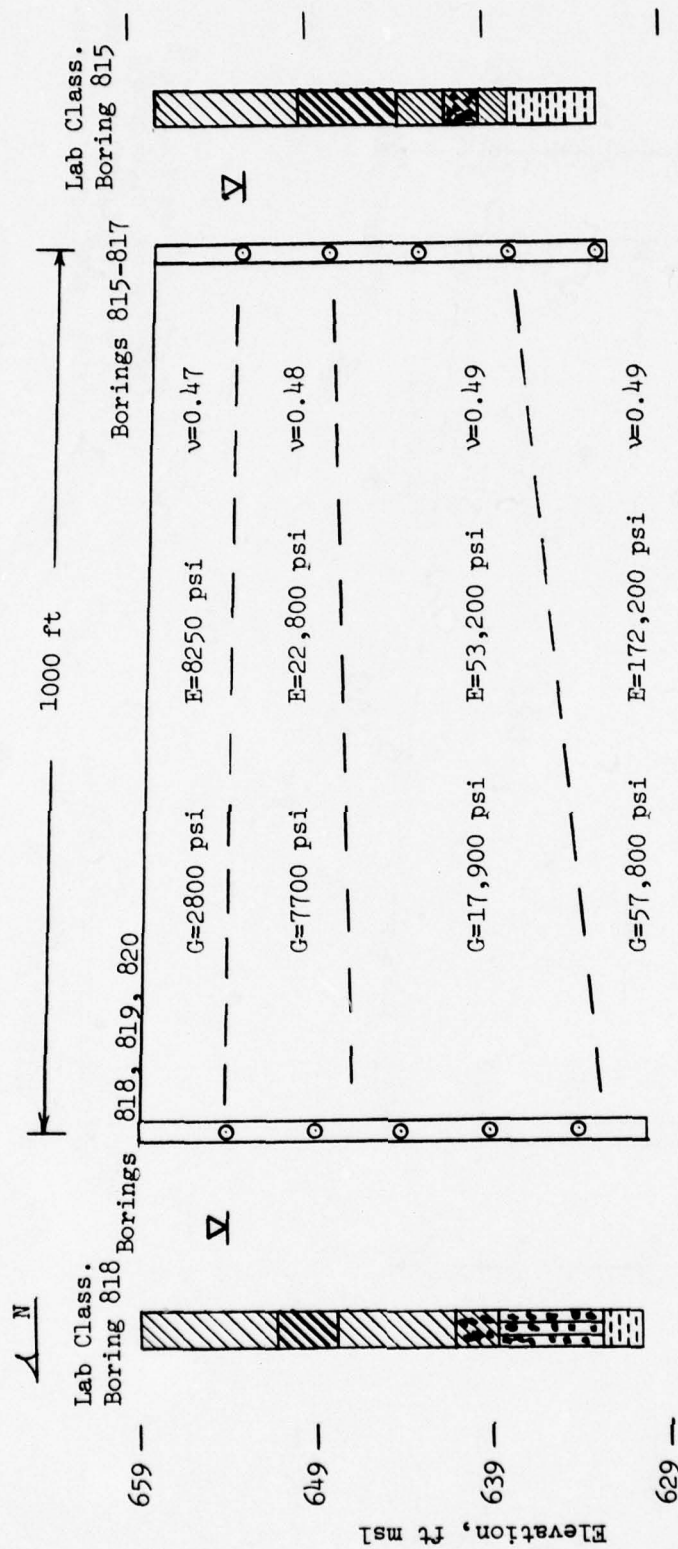 N
1000 ft
Lab Class.
Boring 818
Borings 818, 819, 820
Borings 815-817
Lab Class.
Boring 815
659
649
639
629
629
Elevation, ft msl
G=2800 psi E=8250 psi ν=0.47
G=7700 psi E=22,800 psi ν=0.48
G=17,900 psi E=53,200 psi ν=0.49
G=57,800 psi E=172,200 psi ν=0.49